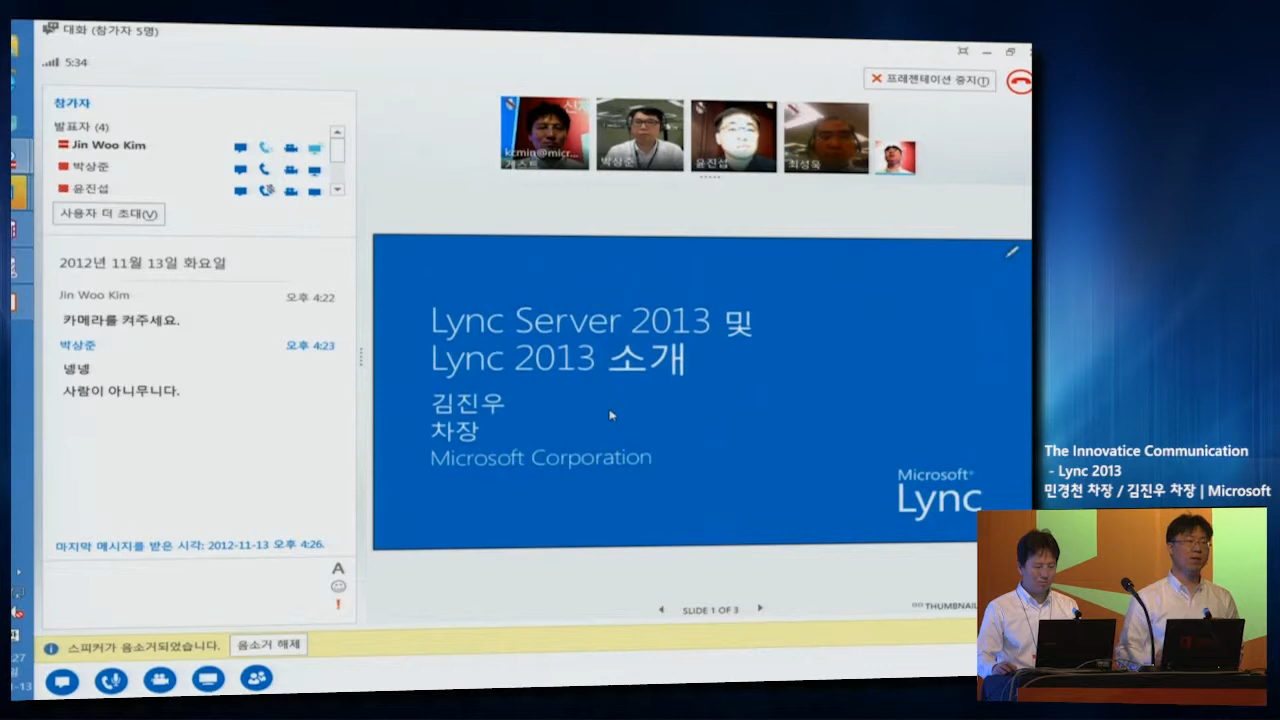 대화 (참가자 5명)
5:34
프레젠테이션 중지(T)
참가자
발표자 (4)
Jin Woo Kim
박상준
윤진섭
사용자 더 초대(V)
kcmin@micr...
게스트
박상준
윤진섭
최성욱
2012년 11월 13일 화요일
Jin Woo Kim 오후 4:22
카메라를 켜주세요.
박상준 오후 4:23
넹넹
사람이 아니무니다.
마지막 메시지를 받은 시각: 2012-11-13 오후 4:26.
Lync Server 2013 및
Lync 2013 소개
김진우
차장
Microsoft Corporation
Microsoft®
Lync
SLIDE 1 OF 3
THUMBNAIL
스피커가 음소거되었습니다.
음소거 해제
The Innovatice Communication
- Lync 2013
민경천 차장 / 김진우 차장 | Microsoft